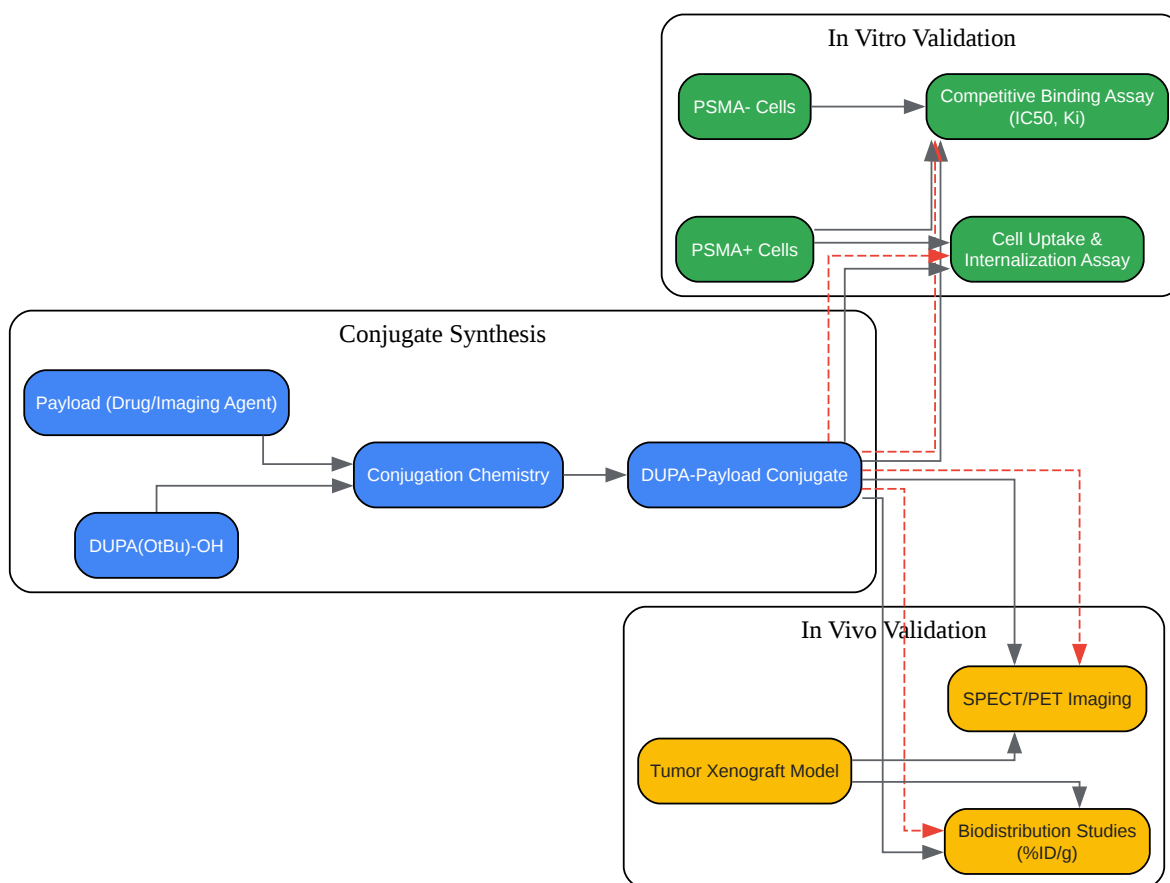 In Vitro Validation
PSMA- Cells
Competitive Binding Assay
(IC50, Ki)
PSMA+ Cells
Cell Uptake &
Internalization Assay
Conjugate Synthesis
Payload (Drug/Imaging Agent)
Conjugation Chemistry
DUPA-Payload Conjugate
DUPA(OtBu)-OH
In Vivo Validation
SPECT/PET Imaging
Tumor Xenograft Model
Biodistribution Studies
(%ID/g)